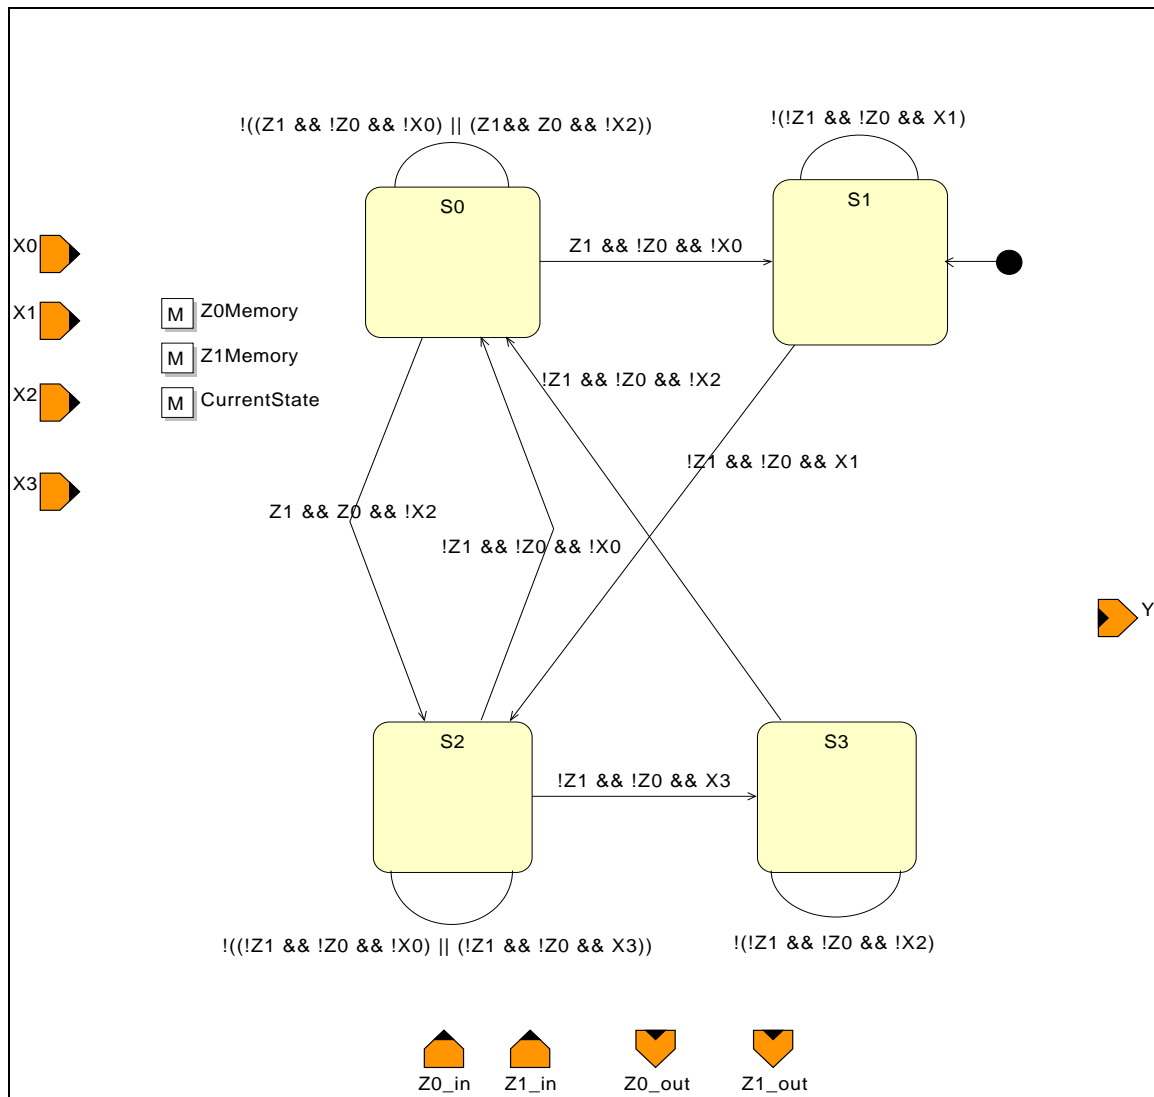 !((Z1 && !Z0 && !X0) || (Z1&& Z0 && !X2))
!(!Z1 && !Z0 && X1)
S0
S1
X0
Z1 && !Z0 && !X0
X1
M Z0Memory
M Z1Memory
!Z1 && !Z0 && !X2
X2
M CurrentState
!Z1 && !Z0 && X1
X3
Z1 && Z0 && !X2
!Z1 && !Z0 && !X0
Y
S2
S3
!Z1 && !Z0 && X3
!((!Z1 && !Z0 && !X0) || (!Z1 && !Z0 && X3))
!(!Z1 && !Z0 && !X2)
Z0_in
Z1_in
Z0_out
Z1_out